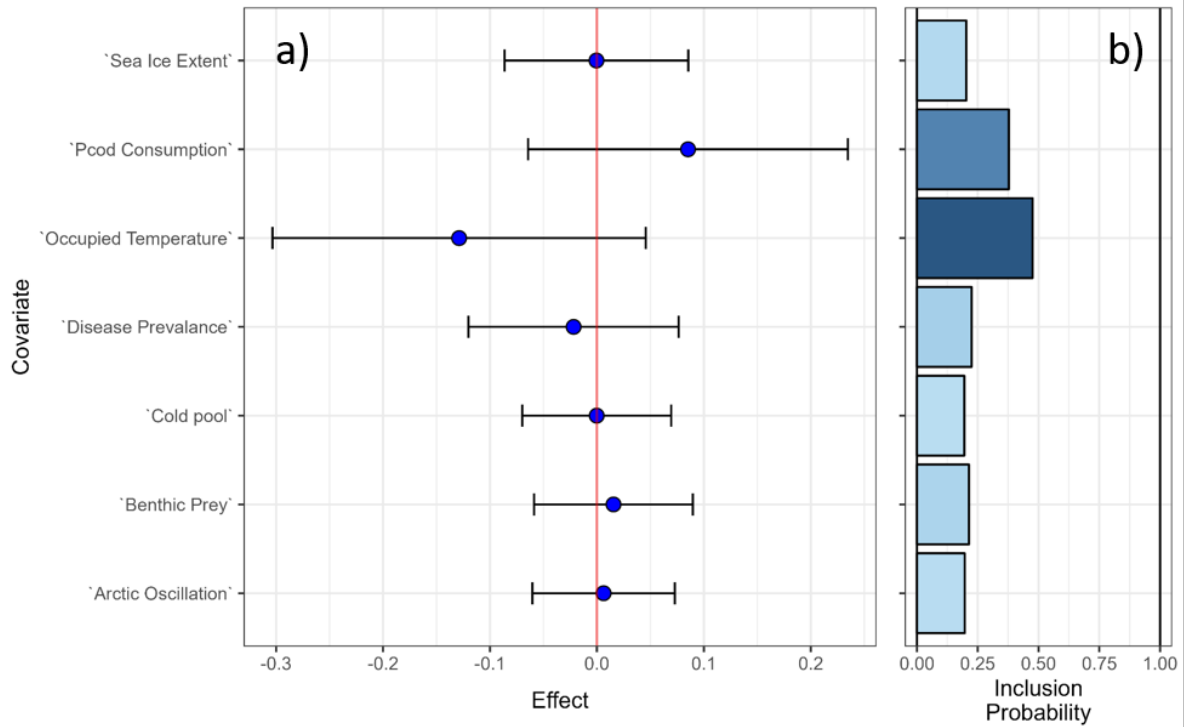 a)
b)
`Sea Ice Extent`
`Pcod Consumption`
`Occupied Temperature`
`Disease Prevalance`
`Cold pool`
`Benthic Prey`
`Arctic Oscillation`
Covariate
-0.3 -0.2 -0.1 0.0 0.1 0.2
Effect
0.00 0.25 0.50 0.75 1.00
Inclusion
Probability